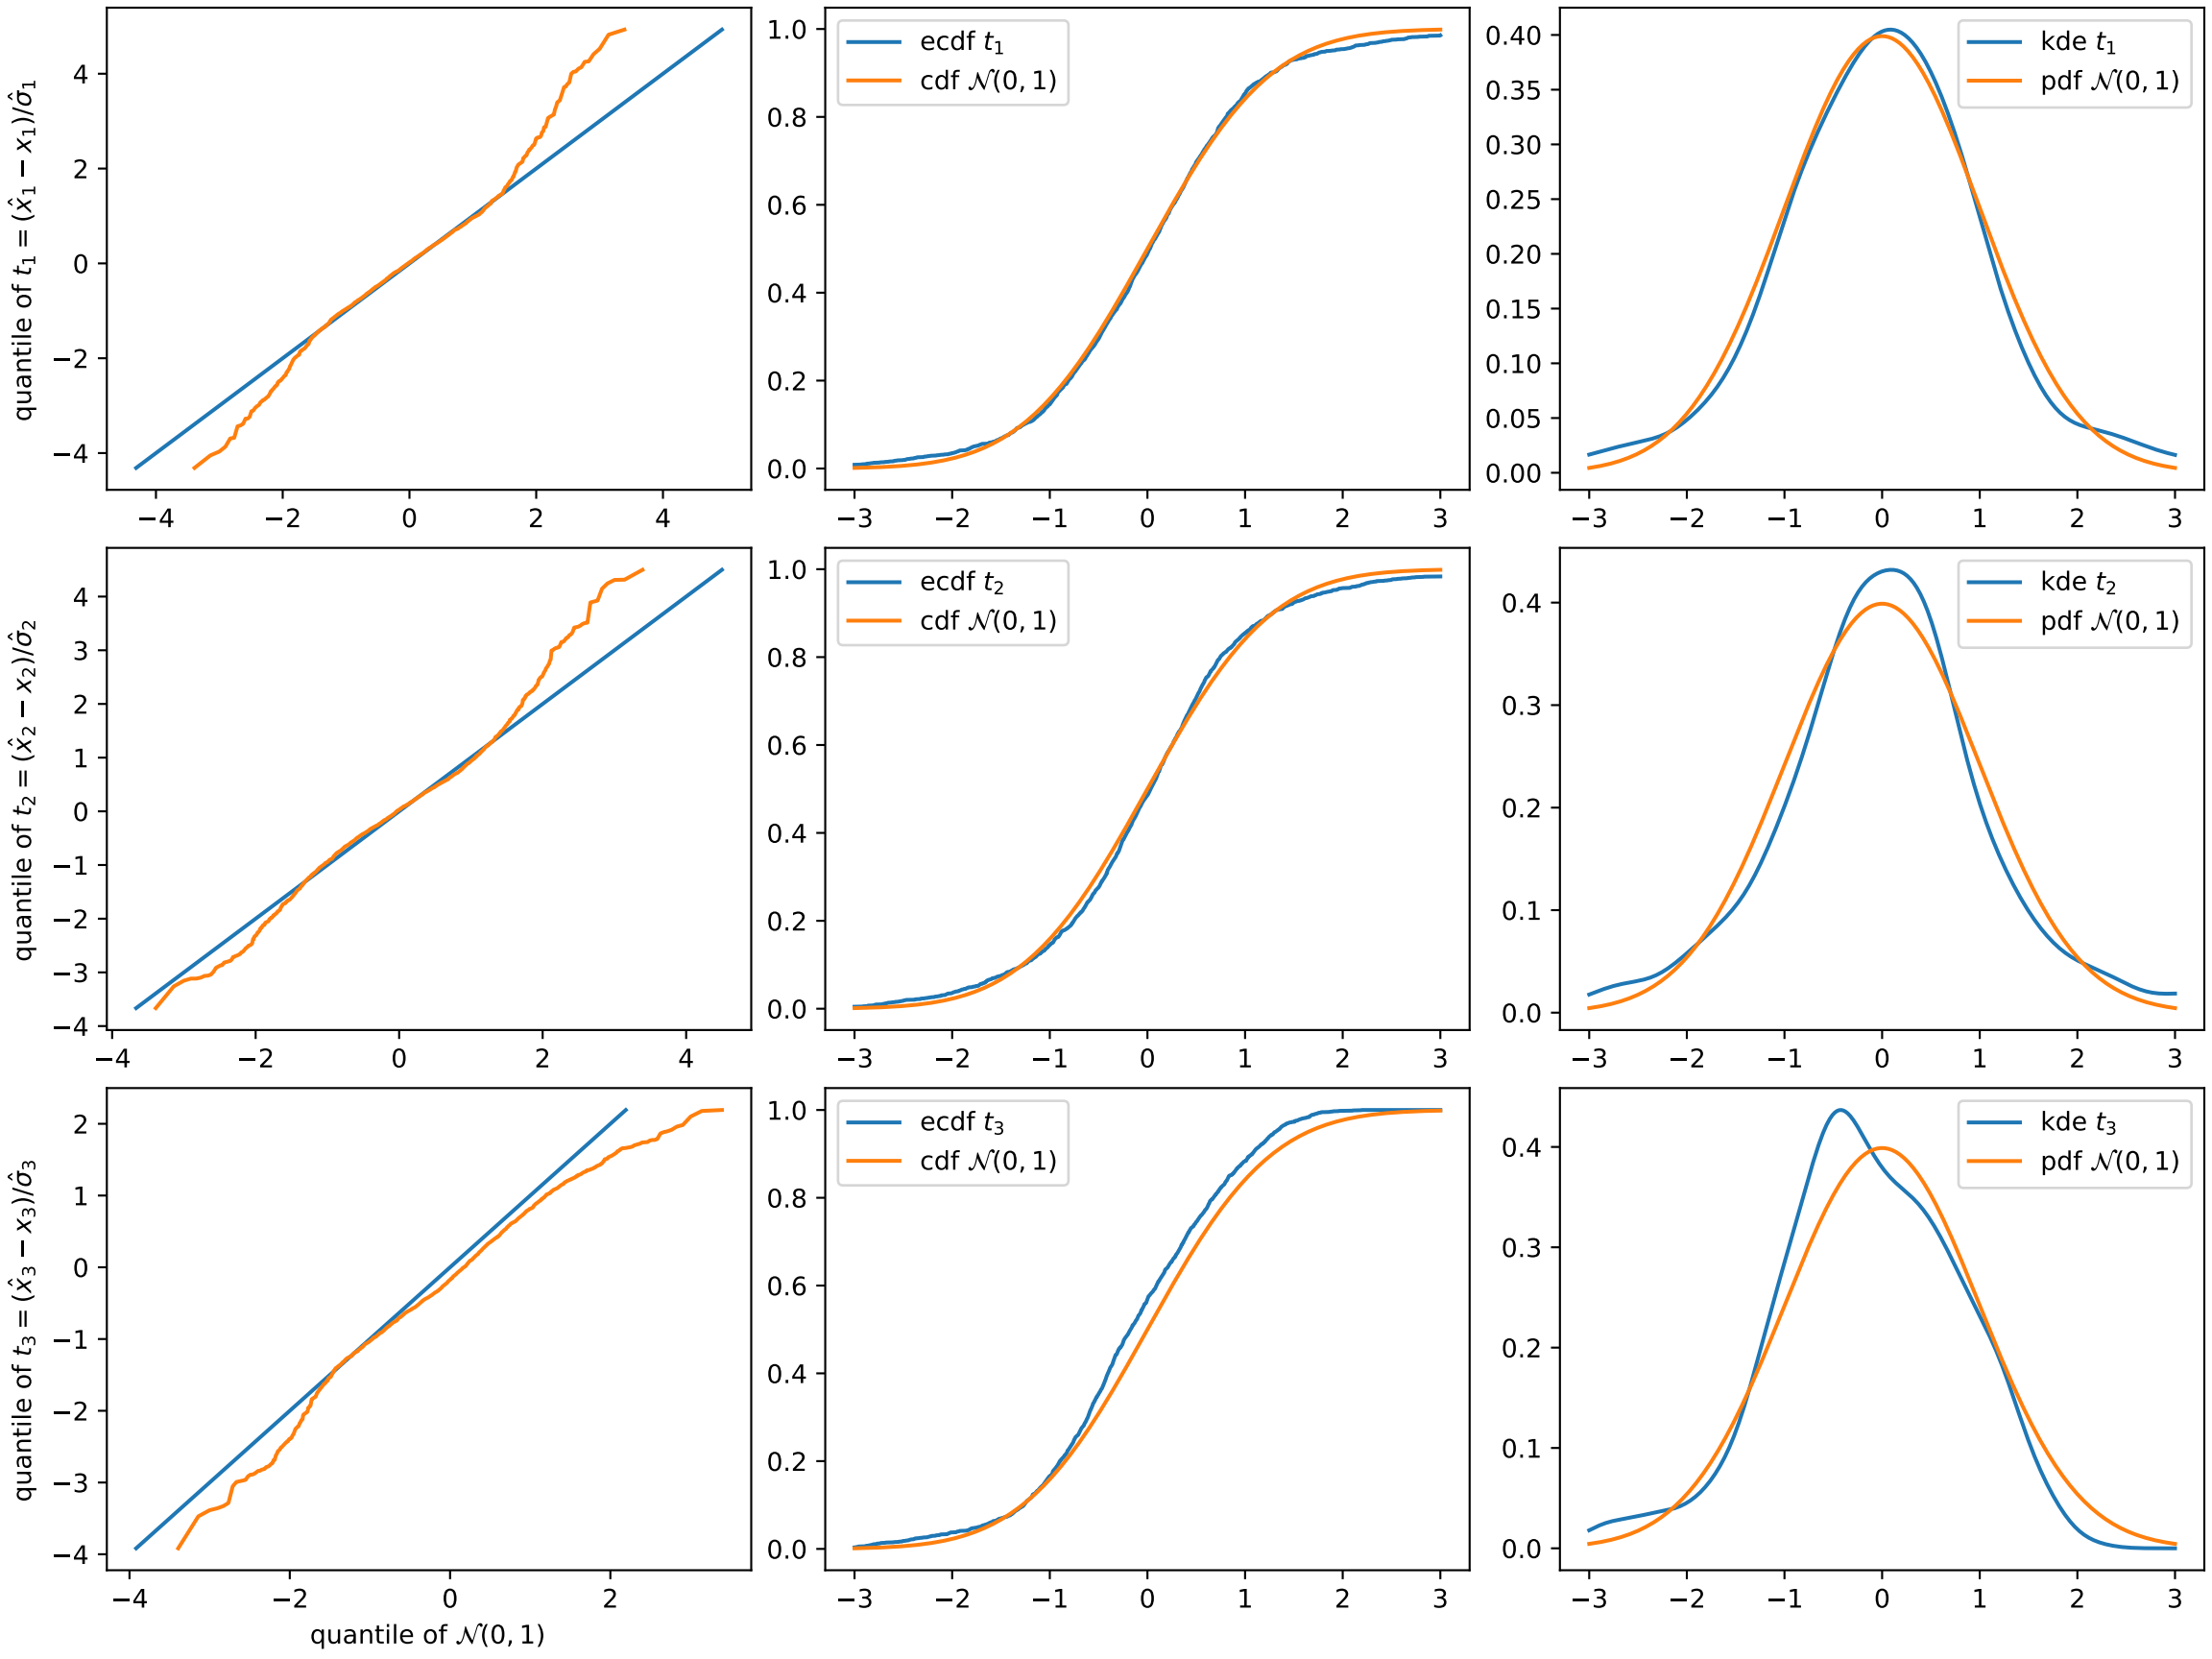 quantile of t₁ = (x̂₁ − x₁)/σ̂₁
4
2
0
−2
−4
−4 −2 0 2 4
ecdf t₁
cdf 𝒩(0, 1)
1.0
0.8
0.6
0.4
0.2
0.0
−3 −2 −1 0 1 2 3
kde t₁
pdf 𝒩(0, 1)
0.40
0.35
0.30
0.25
0.20
0.15
0.10
0.05
0.00
−3 −2 −1 0 1 2 3
quantile of t₂ = (x̂₂ − x₂)/σ̂₂
4
3
2
1
0
−1
−2
−3
−4
−4 −2 0 2 4
ecdf t₂
cdf 𝒩(0, 1)
1.0
0.8
0.6
0.4
0.2
0.0
−3 −2 −1 0 1 2 3
kde t₂
pdf 𝒩(0, 1)
0.4
0.3
0.2
0.1
0.0
−3 −2 −1 0 1 2 3
quantile of t₃ = (x̂₃ − x₃)/σ̂₃
2
1
0
−1
−2
−3
−4
−4 −2 0 2
quantile of 𝒩(0, 1)
ecdf t₃
cdf 𝒩(0, 1)
1.0
0.8
0.6
0.4
0.2
0.0
−3 −2 −1 0 1 2 3
kde t₃
pdf 𝒩(0, 1)
0.4
0.3
0.2
0.1
0.0
−3 −2 −1 0 1 2 3